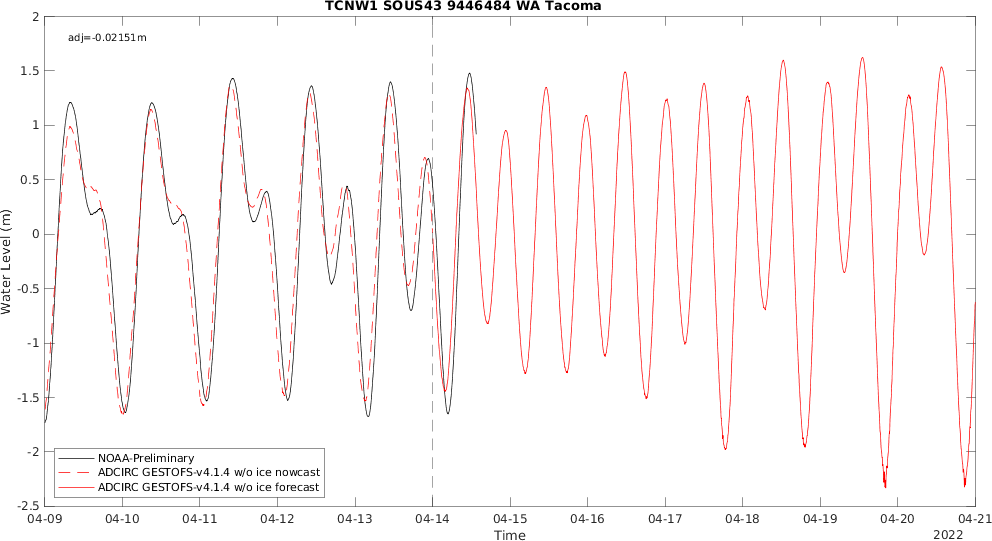 TCNW1 SOUS43 9446484 WA Tacoma
adj=-0.02151m
2
1.5
1
0.5
0
-0.5
-1
-1.5
-2
-2.5
Water Level (m)
NOAA-Preliminary
ADCIRC GESTOFS-v4.1.4 w/o ice nowcast
ADCIRC GESTOFS-v4.1.4 w/o ice forecast
04-09 04-10 04-11 04-12 04-13 04-14 04-15 04-16 04-17 04-18 04-19 04-20 04-21
Time
2022